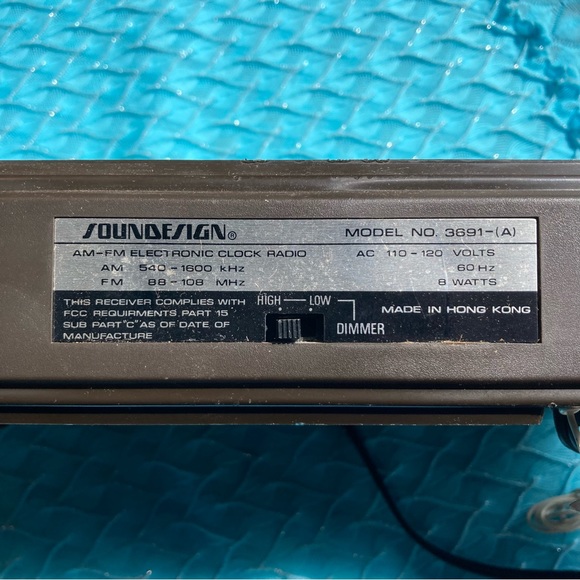 SOUNDESIGN® MODEL NO. 3691-(A)
AM-FM ELECTRONIC CLOCK RADIO AC 110-120 VOLTS
AM 540-1600 kHz 60 Hz
FM 88-108 MHz 8 WATTS
THIS RECEIVER COMPLIES WITH
FCC REQUIRMENTS, PART 15
SUB PART "C" AS OF DATE OF
MANUFACTURE
HIGH LOW
DIMMER
MADE IN HONG KONG